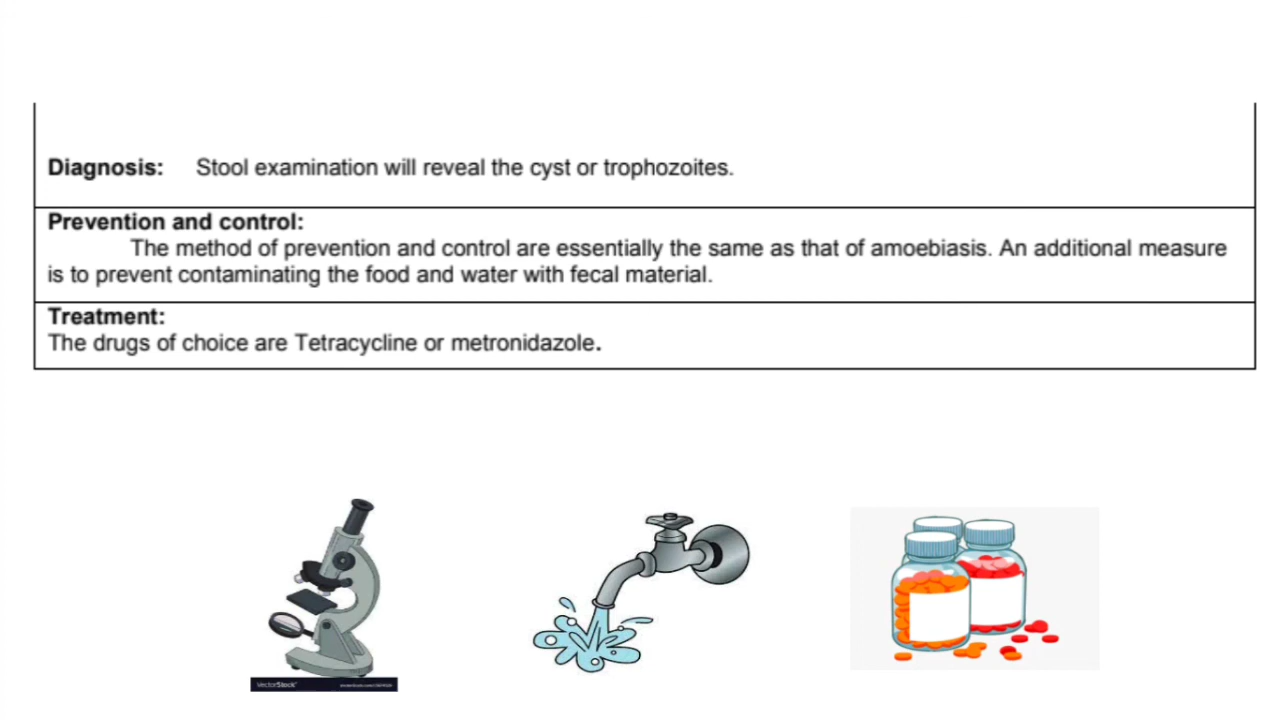 Diagnosis: Stool examination will reveal the cyst or trophozoites.
Prevention and control:
The method of prevention and control are essentially the same as that of amoebiasis. An additional measure
is to prevent contaminating the food and water with fecal material.
Treatment:
The drugs of choice are Tetracycline or metronidazole.
VectorStock